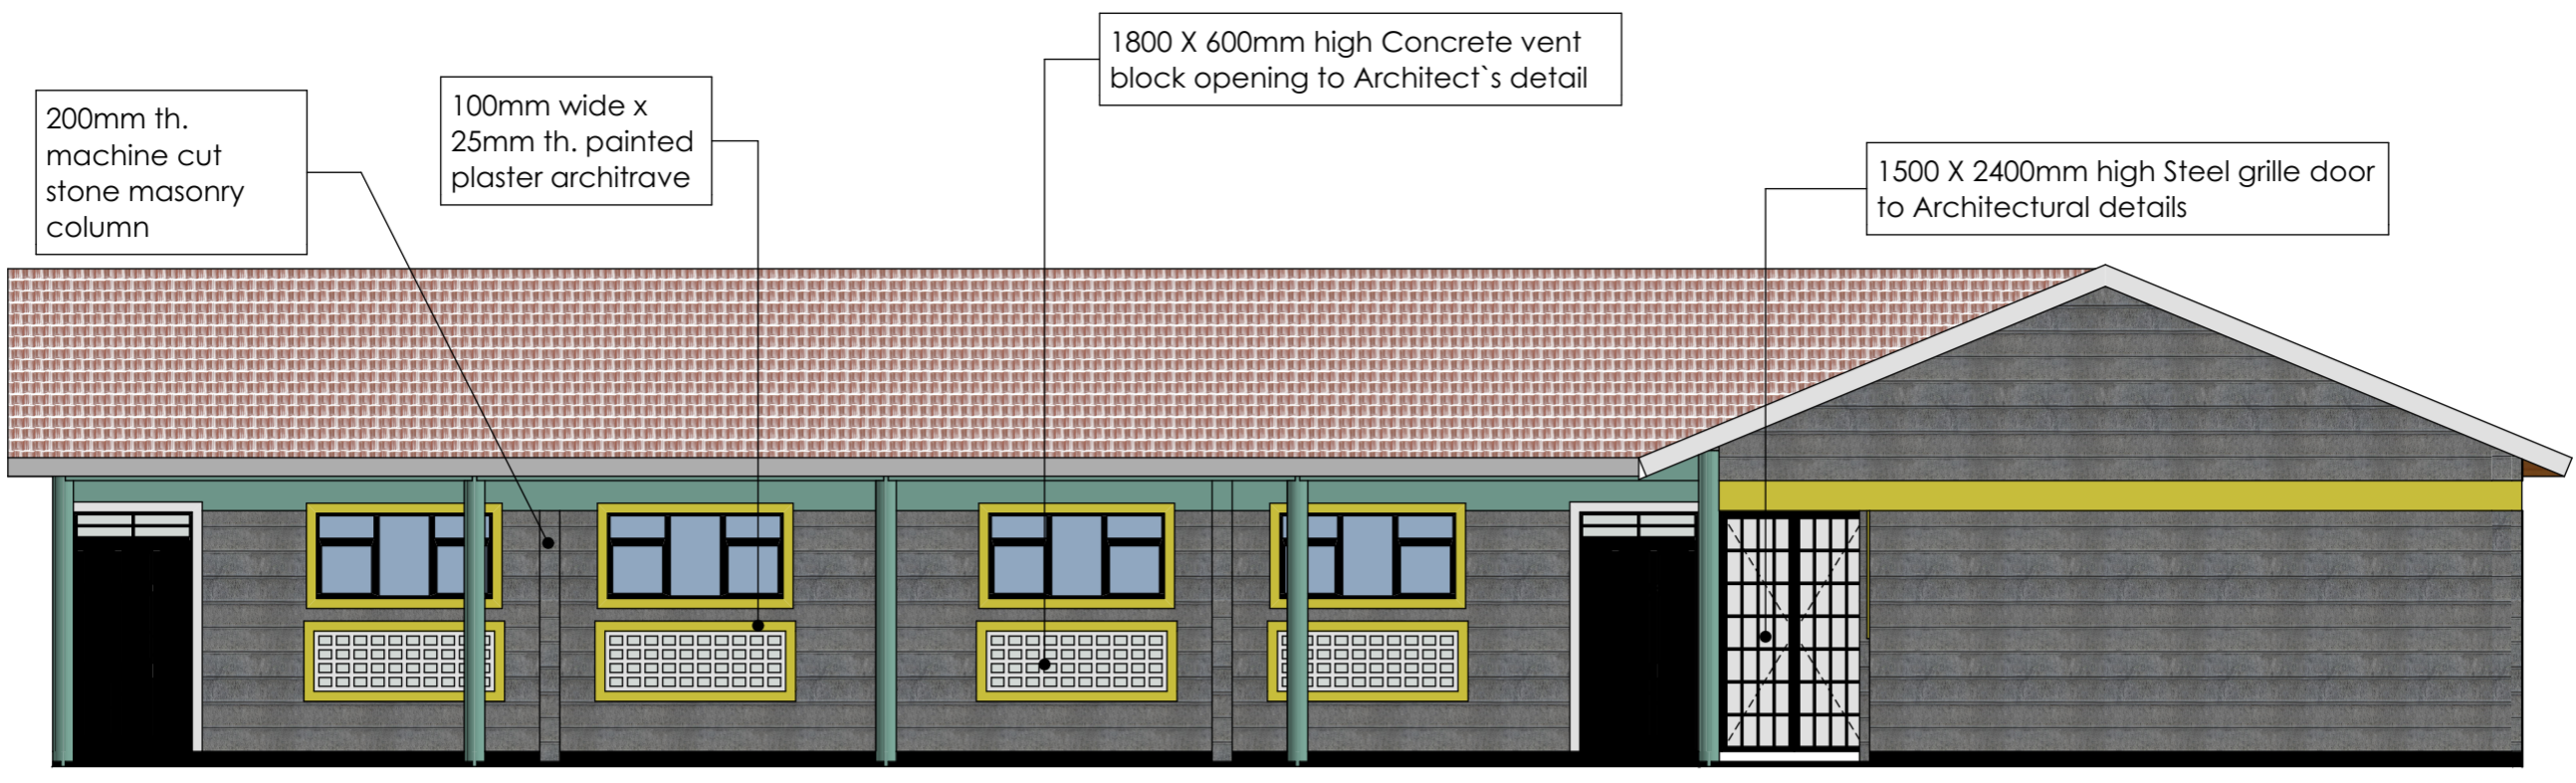 200mm th.
machine cut
stone masonry
column
100mm wide x
25mm th. painted
plaster architrave
1800 X 600mm high Concrete vent
block opening to Architect`s detail
1500 X 2400mm high Steel grille door
to Architectural details